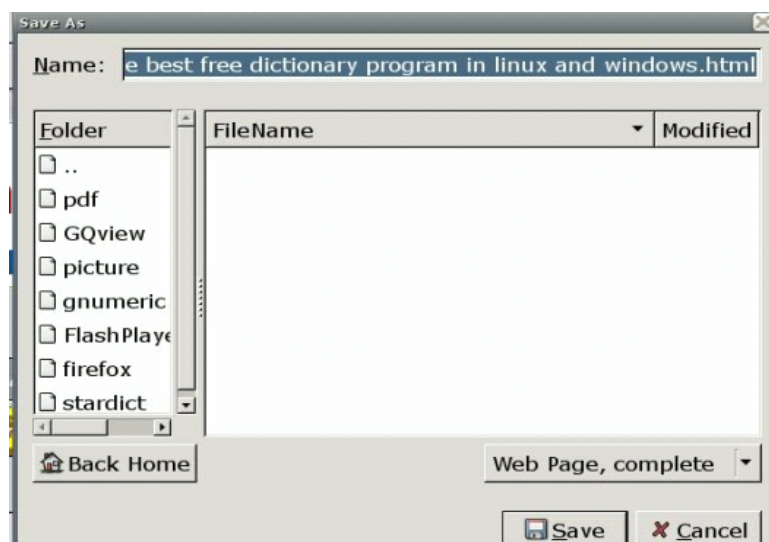 Save As
Name: e best free dictionary program in linux and windows.html
Folder
FileName
Modified
..
pdf
GQview
picture
gnumeric
FlashPlaye
firefox
stardict
Back Home
Web Page, complete
Save
Cancel